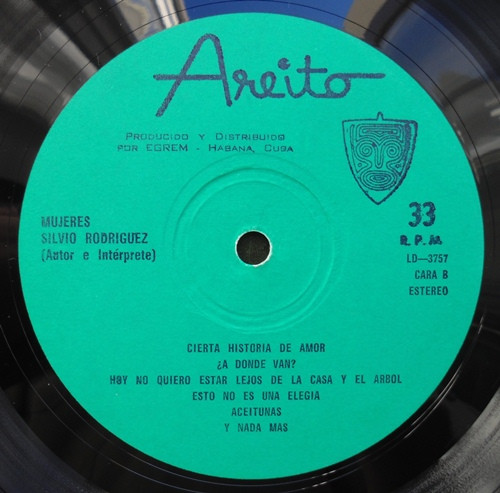 Areito
PRODUCIDO Y DISTRIBUIDO
POR EGREM - HABANA, CUBA
MUJERES
SILVIO RODRIGUEZ
(Autor e Intérprete)
33
R.P.M.
LD—3757
CARA B
ESTEREO
CIERTA HISTORIA DE AMOR
¿A DONDE VAN?
HOY NO QUIERO ESTAR LEJOS DE LA CASA Y EL ARBOL
ESTO NO ES UNA ELEGIA
ACEITUNAS
Y NADA MAS